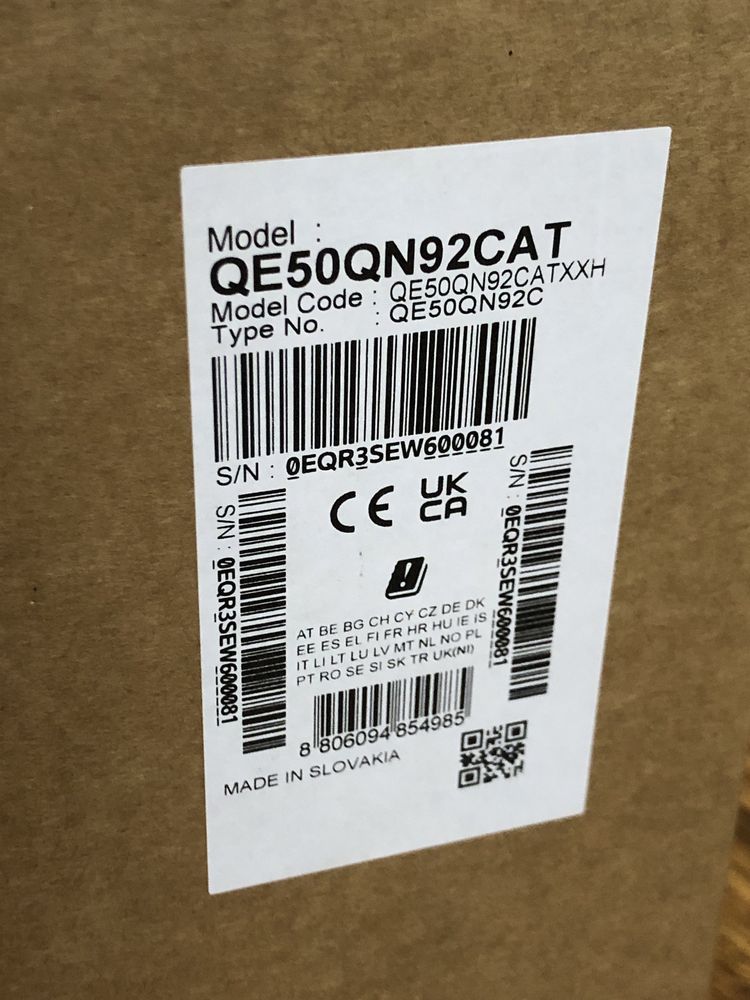 Model :
QE50QN92CAT
Model Code : QE50QN92CATXXH
Type No. : QE50QN92C
S/N : 0EQR3SEW600081
S/N : 0EQR3SEW600081
CE UK CA
S/N : 0EQR3SEW600081
AT BE BG CH CY CZ DE DK
EE ES EL FI FR HR HU IE IS
IT LI LT LU LV MT NL NO PL
PT RO SE SI SK TR UK(NI)
8 806094 854985
MADE IN SLOVAKIA